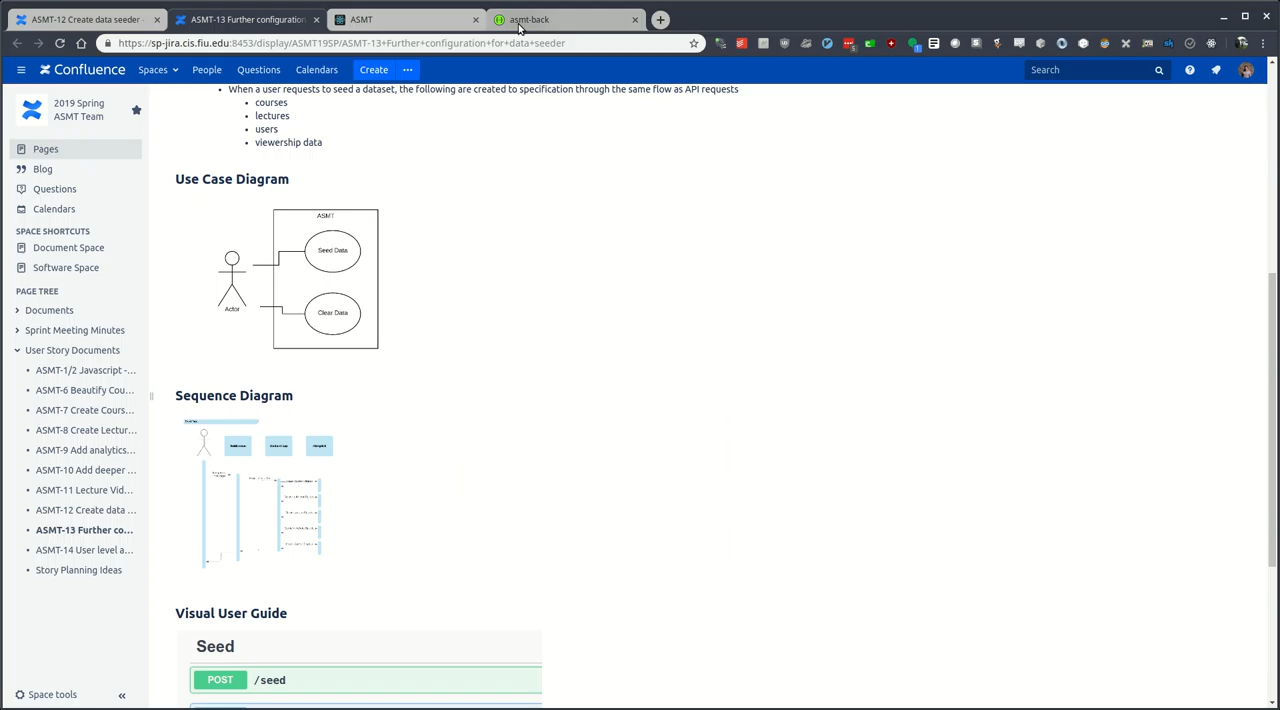 ASMT-12 Create data seeder -
ASMT-13 Further configuration
ASMT
asmt-back
https://sp-jira.cis.fiu.edu:8453/display/ASMT19SP/ASMT-13+Further+configuration+for+data+seeder
Confluence
Spaces
People
Questions
Calendars
Create
Search
2019 Spring
ASMT Team
Pages
Blog
Questions
Calendars
SPACE SHORTCUTS
Document Space
Software Space
PAGE TREE
Documents
Sprint Meeting Minutes
User Story Documents
ASMT-1/2 Javascript -...
ASMT-6 Beautify Cou...
ASMT-7 Create Cours...
ASMT-8 Create Lectur...
ASMT-9 Add analytics...
ASMT-10 Add deeper ...
ASMT-11 Lecture Vid...
ASMT-12 Create data ...
ASMT-13 Further co...
ASMT-14 User level a...
Story Planning Ideas
Space tools
When a user requests to seed a dataset, the following are created to specification through the same flow as API requests
courses
lectures
users
viewership data
Use Case Diagram
ASMT
Seed Data
Actor
Clear Data
Sequence Diagram
Visual User Guide
Seed
POST /seed